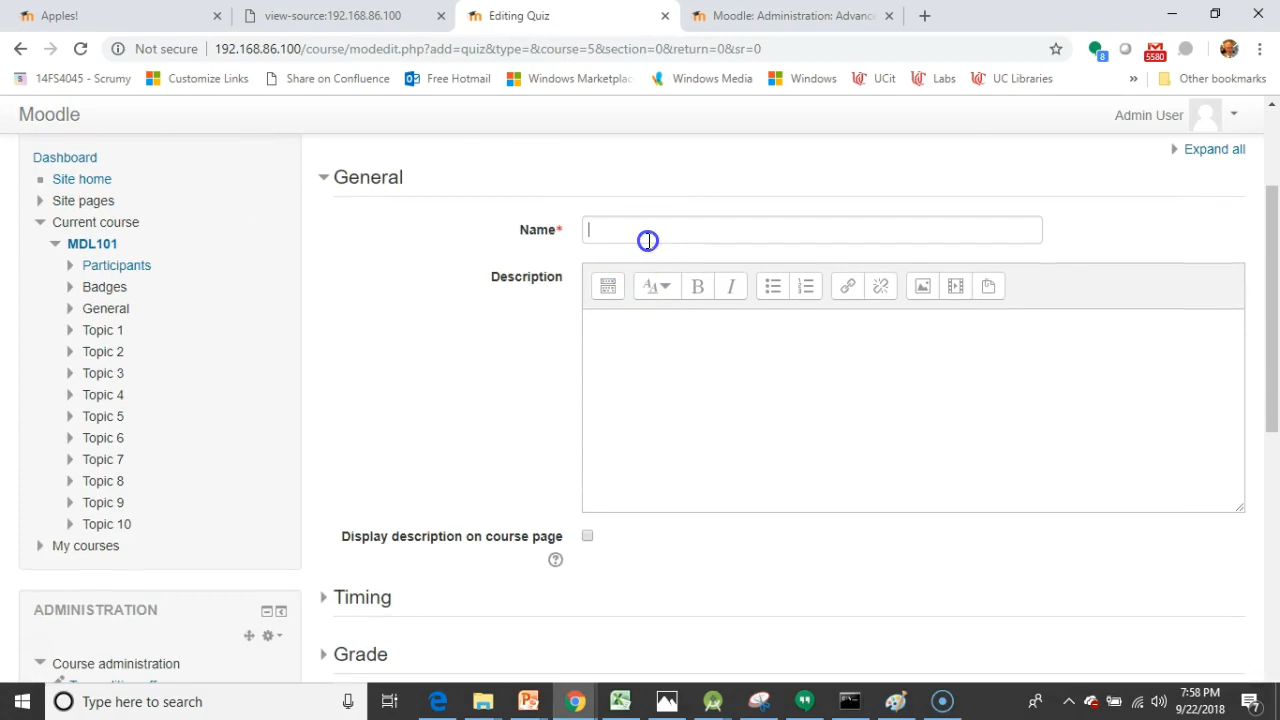 Apples!
view-source:192.168.86.100
Editing Quiz
Moodle: Administration: Advance
Not secure
192.168.86.100/course/modedit.php?add=quiz&type=&course=5&section=0&return=0&sr=0
8
5580
14FS4045 - Scrumy
Customize Links
Share on Confluence
Free Hotmail
Windows Marketplac
Windows Media
Windows
UCit
Labs
UC Libraries
»
Other bookmarks
Moodle
Admin User
Dashboard
Site home
Site pages
Current course
MDL101
Participants
Badges
General
Topic 1
Topic 2
Topic 3
Topic 4
Topic 5
Topic 6
Topic 7
Topic 8
Topic 9
Topic 10
My courses
ADMINISTRATION
Course administration
Expand all
General
Name*
Description
B
I
Display description on course page
?
Timing
Grade
Type here to search
7:58 PM
9/22/2018
7